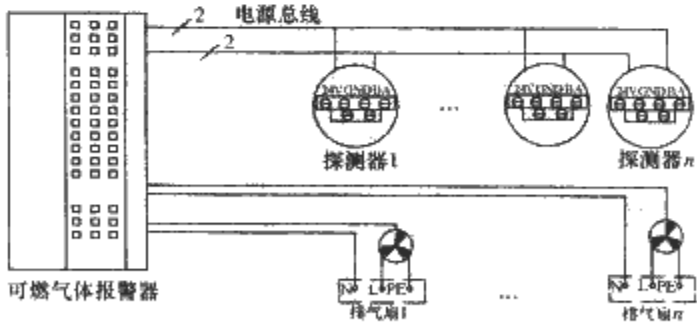 2 电源总线
2
24V GND B A
24V GND B A
24V GND B A
...
探测器1
探测器n
N L PE
N L PE
...
可燃气体报警器
排气扇1
排气扇n